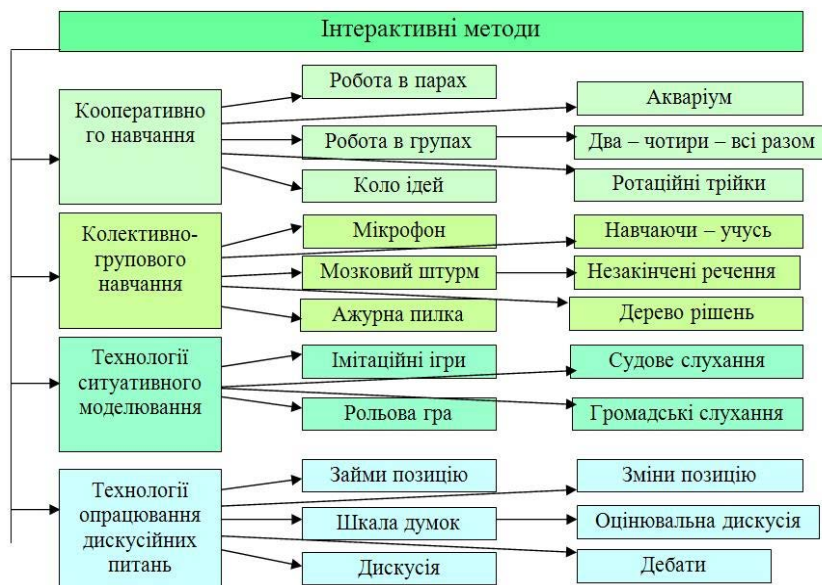 Інтерактивні методи
Кооперативно
го навчання
Робота в парах
Акваріум
Робота в групах
Два – чотири – всі разом
Коло ідей
Ротаційні трійки
Колективно-
групового
навчання
Мікрофон
Навчаючи – учусь
Мозковий штурм
Незакінчені речення
Ажурна пилка
Дерево рішень
Технології
ситуативного
моделювання
Імітаційні ігри
Судове слухання
Рольова гра
Громадські слухання
Технології
опрацювання
дискусійних
питань
Займи позицію
Зміни позицію
Шкала думок
Оцінювальна дискусія
Дискусія
Дебати